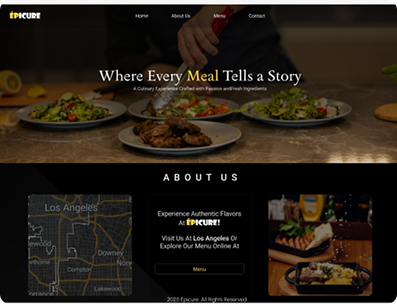 ÉPICURE
Home About Us Menu Contact
Where Every Meal Tells a Story
A Culinary Experience Crafted with Passion andFresh Ingredients
ABOUT US
Los Angeles
Downey
Compton
Lakewood
Experience Authentic Flavors
At ÉPICURE!
Visit Us At Los Angeles Or
Explore Our Menu Online At
Menu
2025 Epicure. All Rights Reserved